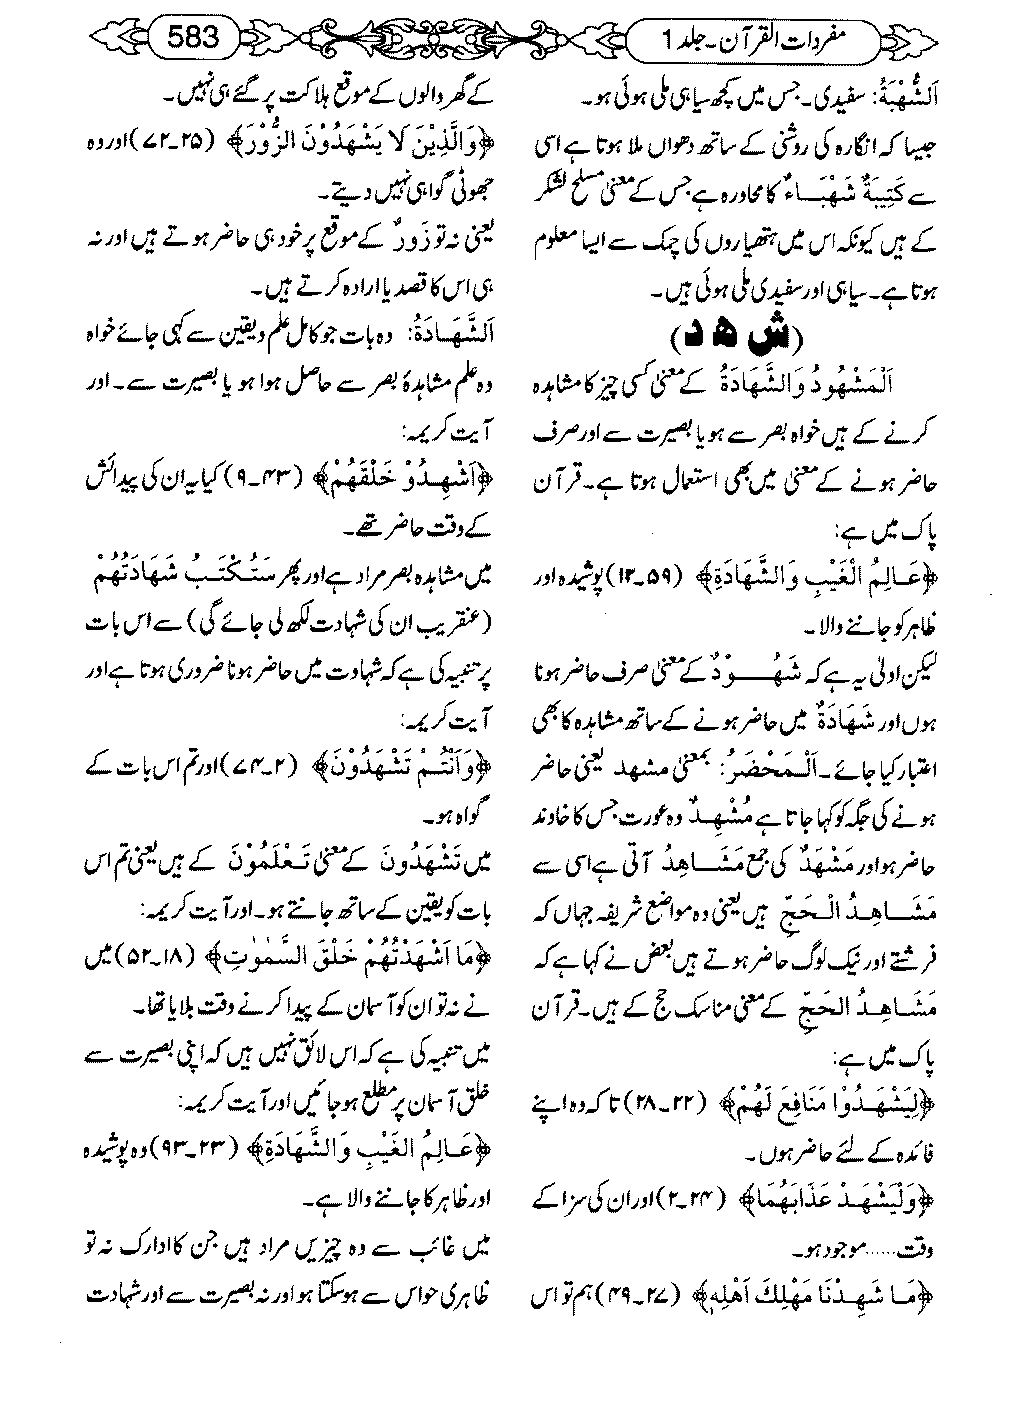 مفردات القرآن۔جلد 1
583
اَلشُّهْبَةُ: سفیدی۔جس میں کچھ سیاہی ملی ہوئی ہو۔
جیسا کہ انگارہ کی روشنی کے ساتھ دھواں ملا ہوتا ہے اسی
سے كَتِيبَةٌ شَهْبَاءُ کا محاورہ ہے جس کے معنی مسلح لشکر
کے ہیں کیونکہ اس میں ہتھیاروں کی چمک سے ایسا معلوم
ہوتا ہے۔سیاہی اور سفیدی ملی ہوئی ہیں۔
(ش ھ د)
اَلْمَشْهُودُ وَالشَّهَادَةُ کے معنیٰ کسی چیز کا مشاہدہ
کرنے کے ہیں خواہ بصر سے ہو یا بصیرت سے اور صرف
حاضر ہونے کے معنیٰ میں بھی استعمال ہوتا ہے۔قرآن
پاک میں ہے:
﴿عَالِمُ الْغَيْبِ وَالشَّهَادَةِ﴾ (۵۹۔۱۲) پوشیدہ اور
ظاہر کو جاننے والا۔
لیکن اولیٰ یہ ہے کہ شَهُوْدٌ کے معنیٰ صرف حاضر ہونا
ہوں اور شَهَادَةٌ میں حاضر ہونے کے ساتھ مشاہدہ کا بھی
اعتبار کیا جائے۔اَلْمَحْضَرُ: بمعنیٰ مشہد یعنی حاضر
ہونے کی جگہ کو کہا جاتا ہے مُشْهِدٌ وہ عورت جس کا خاوند
حاضر ہو اور مَشْهَدٌ کی جمع مَشَاهِدُ آتی ہے اسی سے
مَشَاهِدُ الْحَجِّ ہیں یعنی وہ مواضع شریفہ جہاں کہ
فرشتے اور نیک لوگ حاضر ہوتے ہیں بعض نے کہا ہے کہ
مَشَاهِدُ الحَجِّ کے معنیٰ مناسک حج کے ہیں۔قرآن
پاک میں ہے:
﴿لِيَشْهَدُوْا مَنَافِعَ لَهُمْ﴾ (۲۲۔۲۸) تاکہ وہ اپنے
فائدہ کے لئے حاضر ہوں۔
﴿وَلْيَشْهَدْ عَذَابَهُمَا﴾ (۲۴۔۲) اور ان کی سزا کے
وقت......موجود ہو۔
﴿مَا شَهِدْنَا مَهْلِكَ اَهْلِهٖ﴾ (۲۷۔۴۹) ہم تو اس
کے گھر والوں کے موقع ہلاکت پر گئے ہی نہیں۔
﴿وَالَّذِيْنَ لَا يَشْهَدُوْنَ الزُّوْرَ﴾ (۲۵۔۷۲) اور وہ
جھوٹی گواہی نہیں دیتے۔
یعنی نہ تو زَورٌ کے موقع پر خود ہی حاضر ہوتے ہیں اور نہ
ہی اس کا قصد یا ارادہ کرتے ہیں۔
اَلشَّهَادَةُ: وہ بات جو کامل علم و یقین سے کہی جائے خواہ
وہ علم مشاہدۂ بصر سے حاصل ہوا ہو یا بصیرت سے۔اور
آیت کریمہ:
﴿اَشْهِدُوْ خَلْقَهُمْ﴾ (۴۳۔۹) کیا یہ ان کی پیدائش
کے وقت حاضر تھے۔
میں مشاہدہ بصر مراد ہے اور پھر سَتُكْتَبُ شَهَادَتُهُمْ
(عنقریب ان کی شہادت لکھ لی جائے گی) سے اس بات
پر تنبیہ کی ہے کہ شہادت میں حاضر ہونا ضروری ہوتا ہے اور
آیت کریمہ:
﴿وَاَنْتُمْ تَشْهَدُوْنَ﴾ (۲۔۷۴) اور تم اس بات کے
گواہ ہو۔
میں تَشْهَدُونَ کے معنیٰ تَعْلَمُوْنَ کے ہیں یعنی تم اس
بات کو یقین کے ساتھ جانتے ہو۔اور آیت کریمہ:
﴿مَا اَشْهَدْتُهُمْ خَلْقَ السَّمٰوٰتِ﴾ (۱۸۔۵۲) میں
نے نہ تو ان کو آسمان کے پیدا کرنے وقت بلایا تھا۔
میں تنبیہ کی ہے کہ اس لائق نہیں ہیں کہ اپنی بصیرت سے
خلق آسمان پر مطلع ہو جائیں اور آیت کریمہ:
﴿عَالِمُ الغَيْبِ وَالشَّهَادَةِ﴾ (۲۳۔۹۳) وہ پوشیدہ
اور ظاہر کا جاننے والا ہے۔
میں غائب سے وہ چیزیں مراد ہیں جن کا ادارک نہ تو
ظاہری حواس سے ہو سکتا ہو اور نہ بصیرت سے اور شہادت